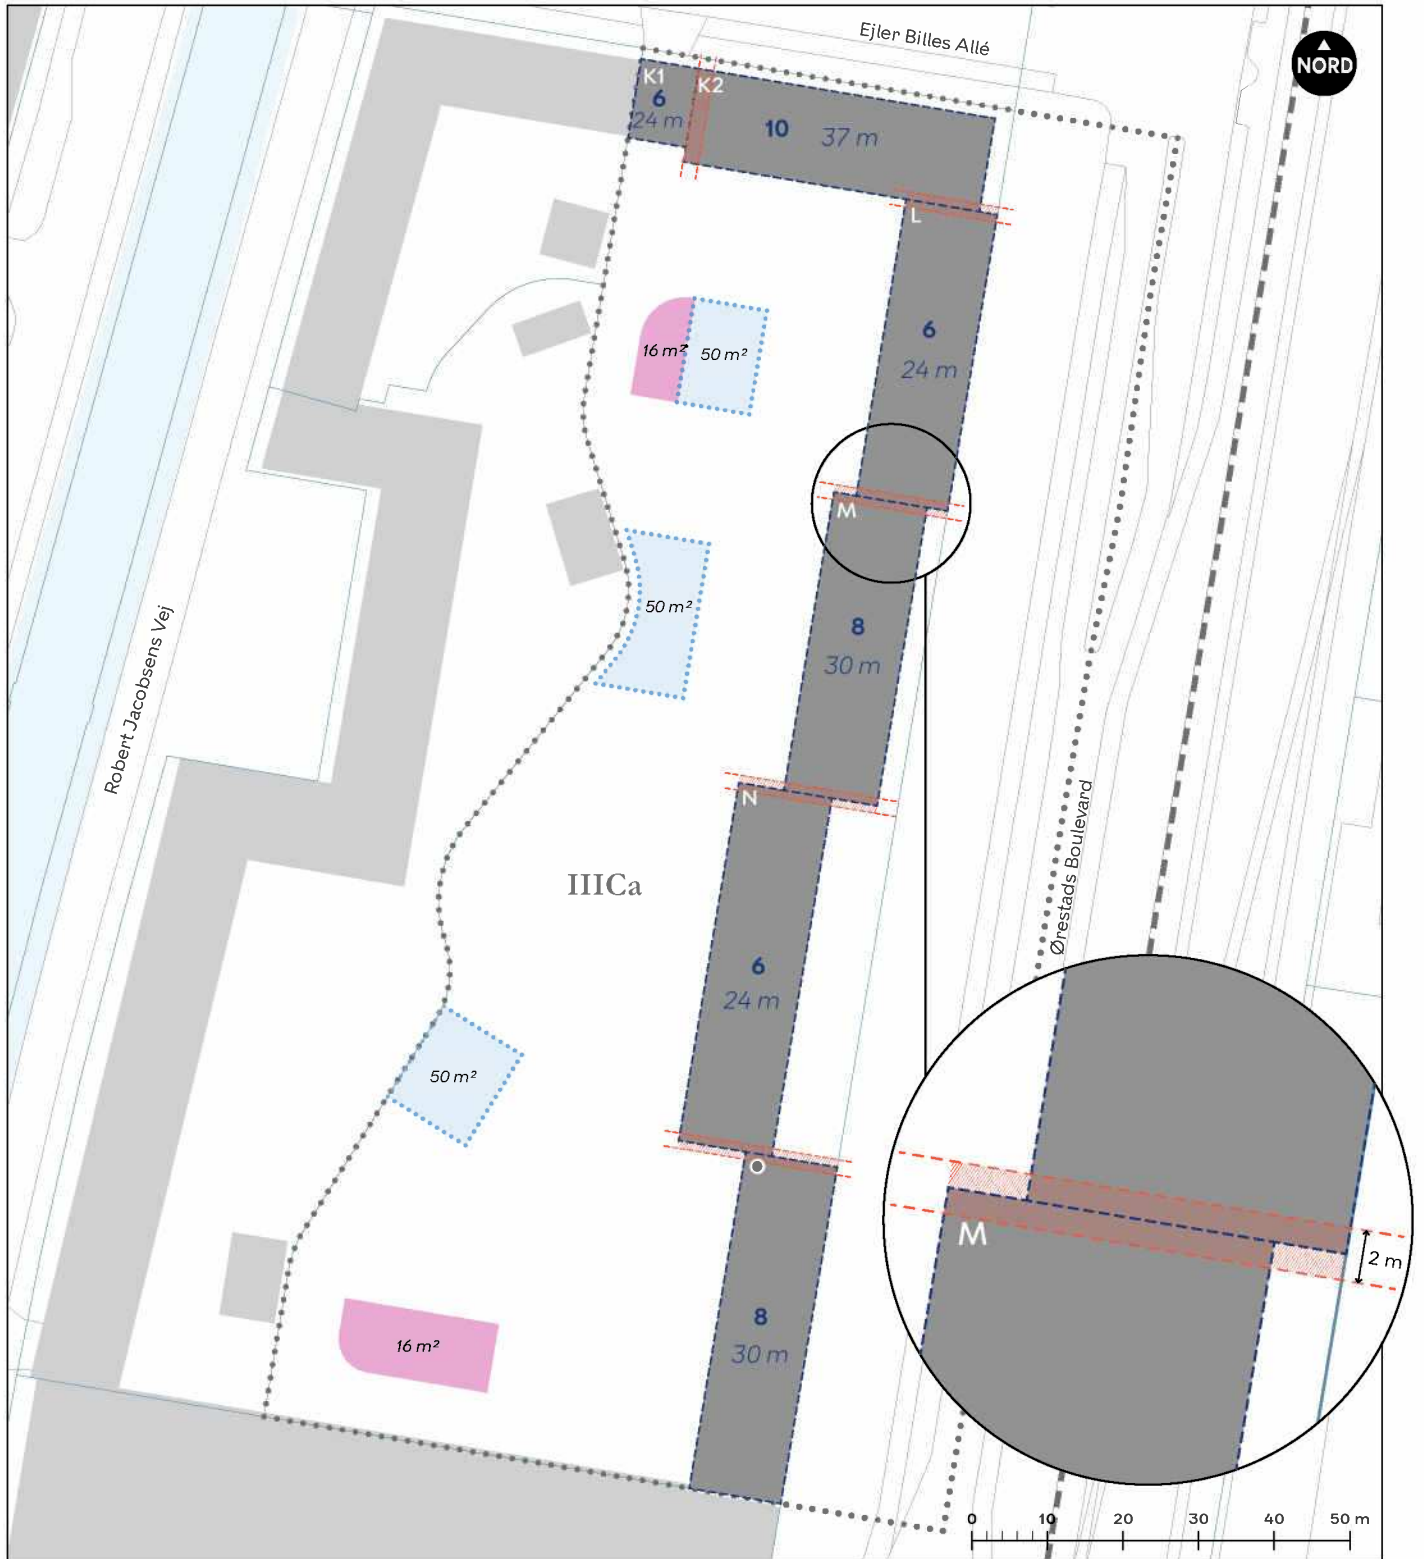 Ejler Billes Allé
NORD
K1
K2
6
24 m
10 37 m
L
6
24 m
16 m² 50 m²
M
50 m²
8
30 m
Robert Jacobsens Vej
N
Ørestads Boulevard
IIICa
6
24 m
50 m²
O
M
2 m
8
30 m
16 m²
0 10 20 30 40 50 m